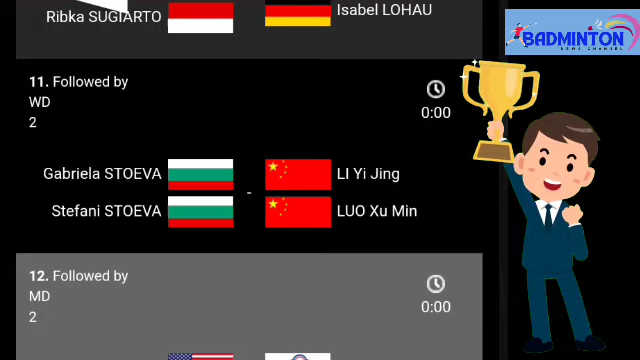 Ribka SUGIARTO
Isabel LOHAU
BADMINTON
11. Followed by
WD
2
0:00
Gabriela STOEVA
-
LI Yi Jing
Stefani STOEVA
LUO Xu Min
12. Followed by
MD
2
0:00